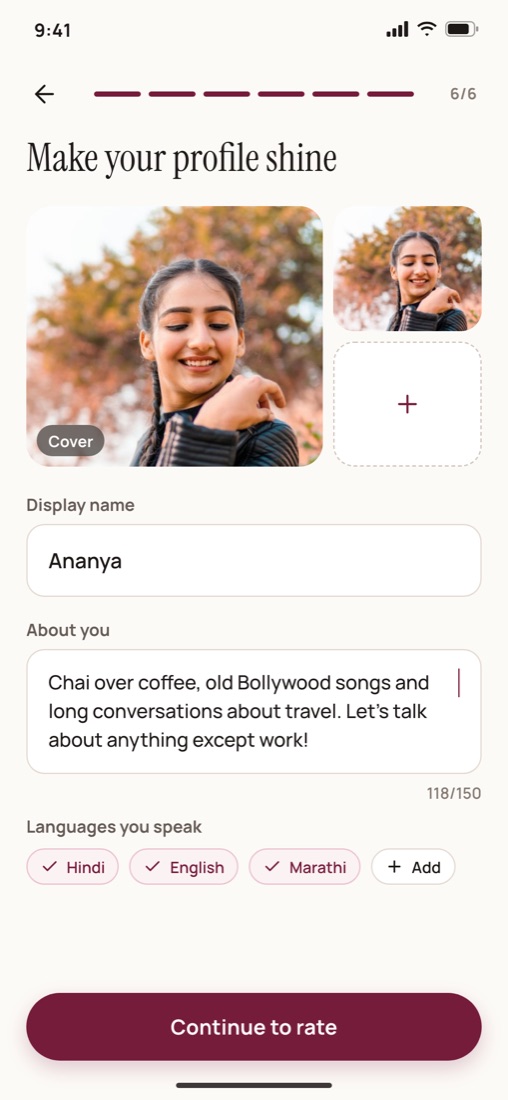 9:41
6/6
Make your profile shine
Cover
Display name
Ananya
About you
Chai over coffee, old Bollywood songs and
long conversations about travel. Let's talk
about anything except work!
118/150
Languages you speak
Hindi English Marathi + Add
Continue to rate